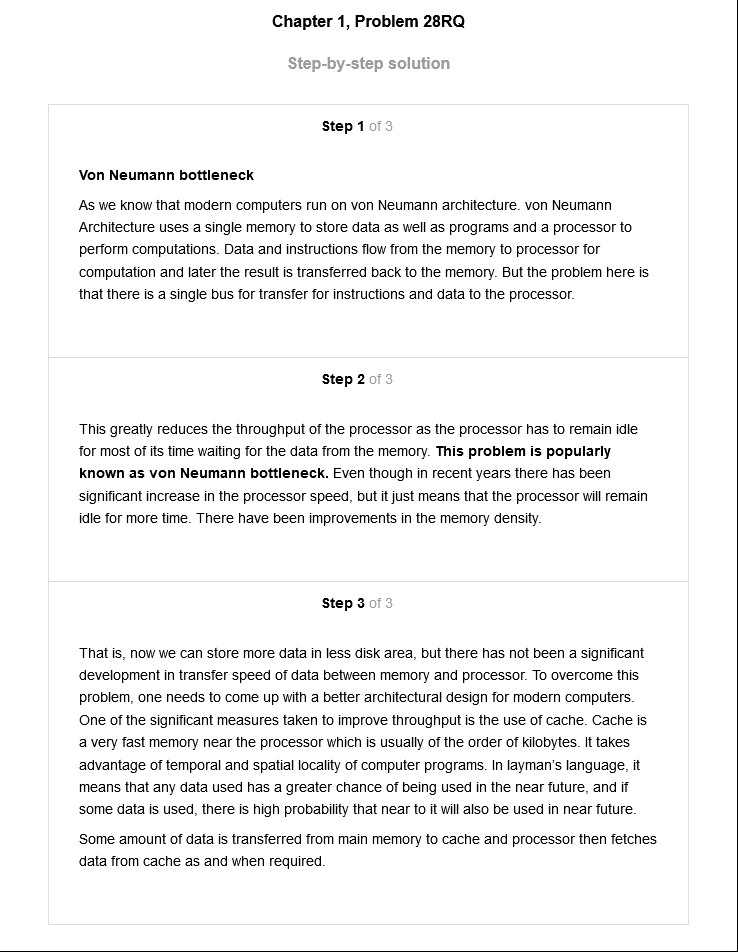 Chapter 1, Problem 28RQ
Step-by-step solution
Step 1 of 3
Von Neumann bottleneck
As we know that modern computers run on von Neumann architecture. von Neumann
Architecture uses a single memory to store data as well as programs and a processor to
perform computations. Data and instructions flow from the memory to processor for
computation and later the result is transferred back to the memory. But the problem here is
that there is a single bus for transfer for instructions and data to the processor.
Step 2 of 3
This greatly reduces the throughput of the processor as the processor has to remain idle
for most of its time waiting for the data from the memory. This problem is popularly
known as von Neumann bottleneck. Even though in recent years there has been
significant increase in the processor speed, but it just means that the processor will remain
idle for more time. There have been improvements in the memory density.
Step 3 of 3
That is, now we can store more data in less disk area, but there has not been a significant
development in transfer speed of data between memory and processor. To overcome this
problem, one needs to come up with a better architectural design for modern computers.
One of the significant measures taken to improve throughput is the use of cache. Cache is
a very fast memory near the processor which is usually of the order of kilobytes. It takes
advantage of temporal and spatial locality of computer programs. In layman's language, it
means that any data used has a greater chance of being used in the near future, and if
some data is used, there is high probability that near to it will also be used in near future.
Some amount of data is transferred from main memory to cache and processor then fetches
data from cache as and when required.